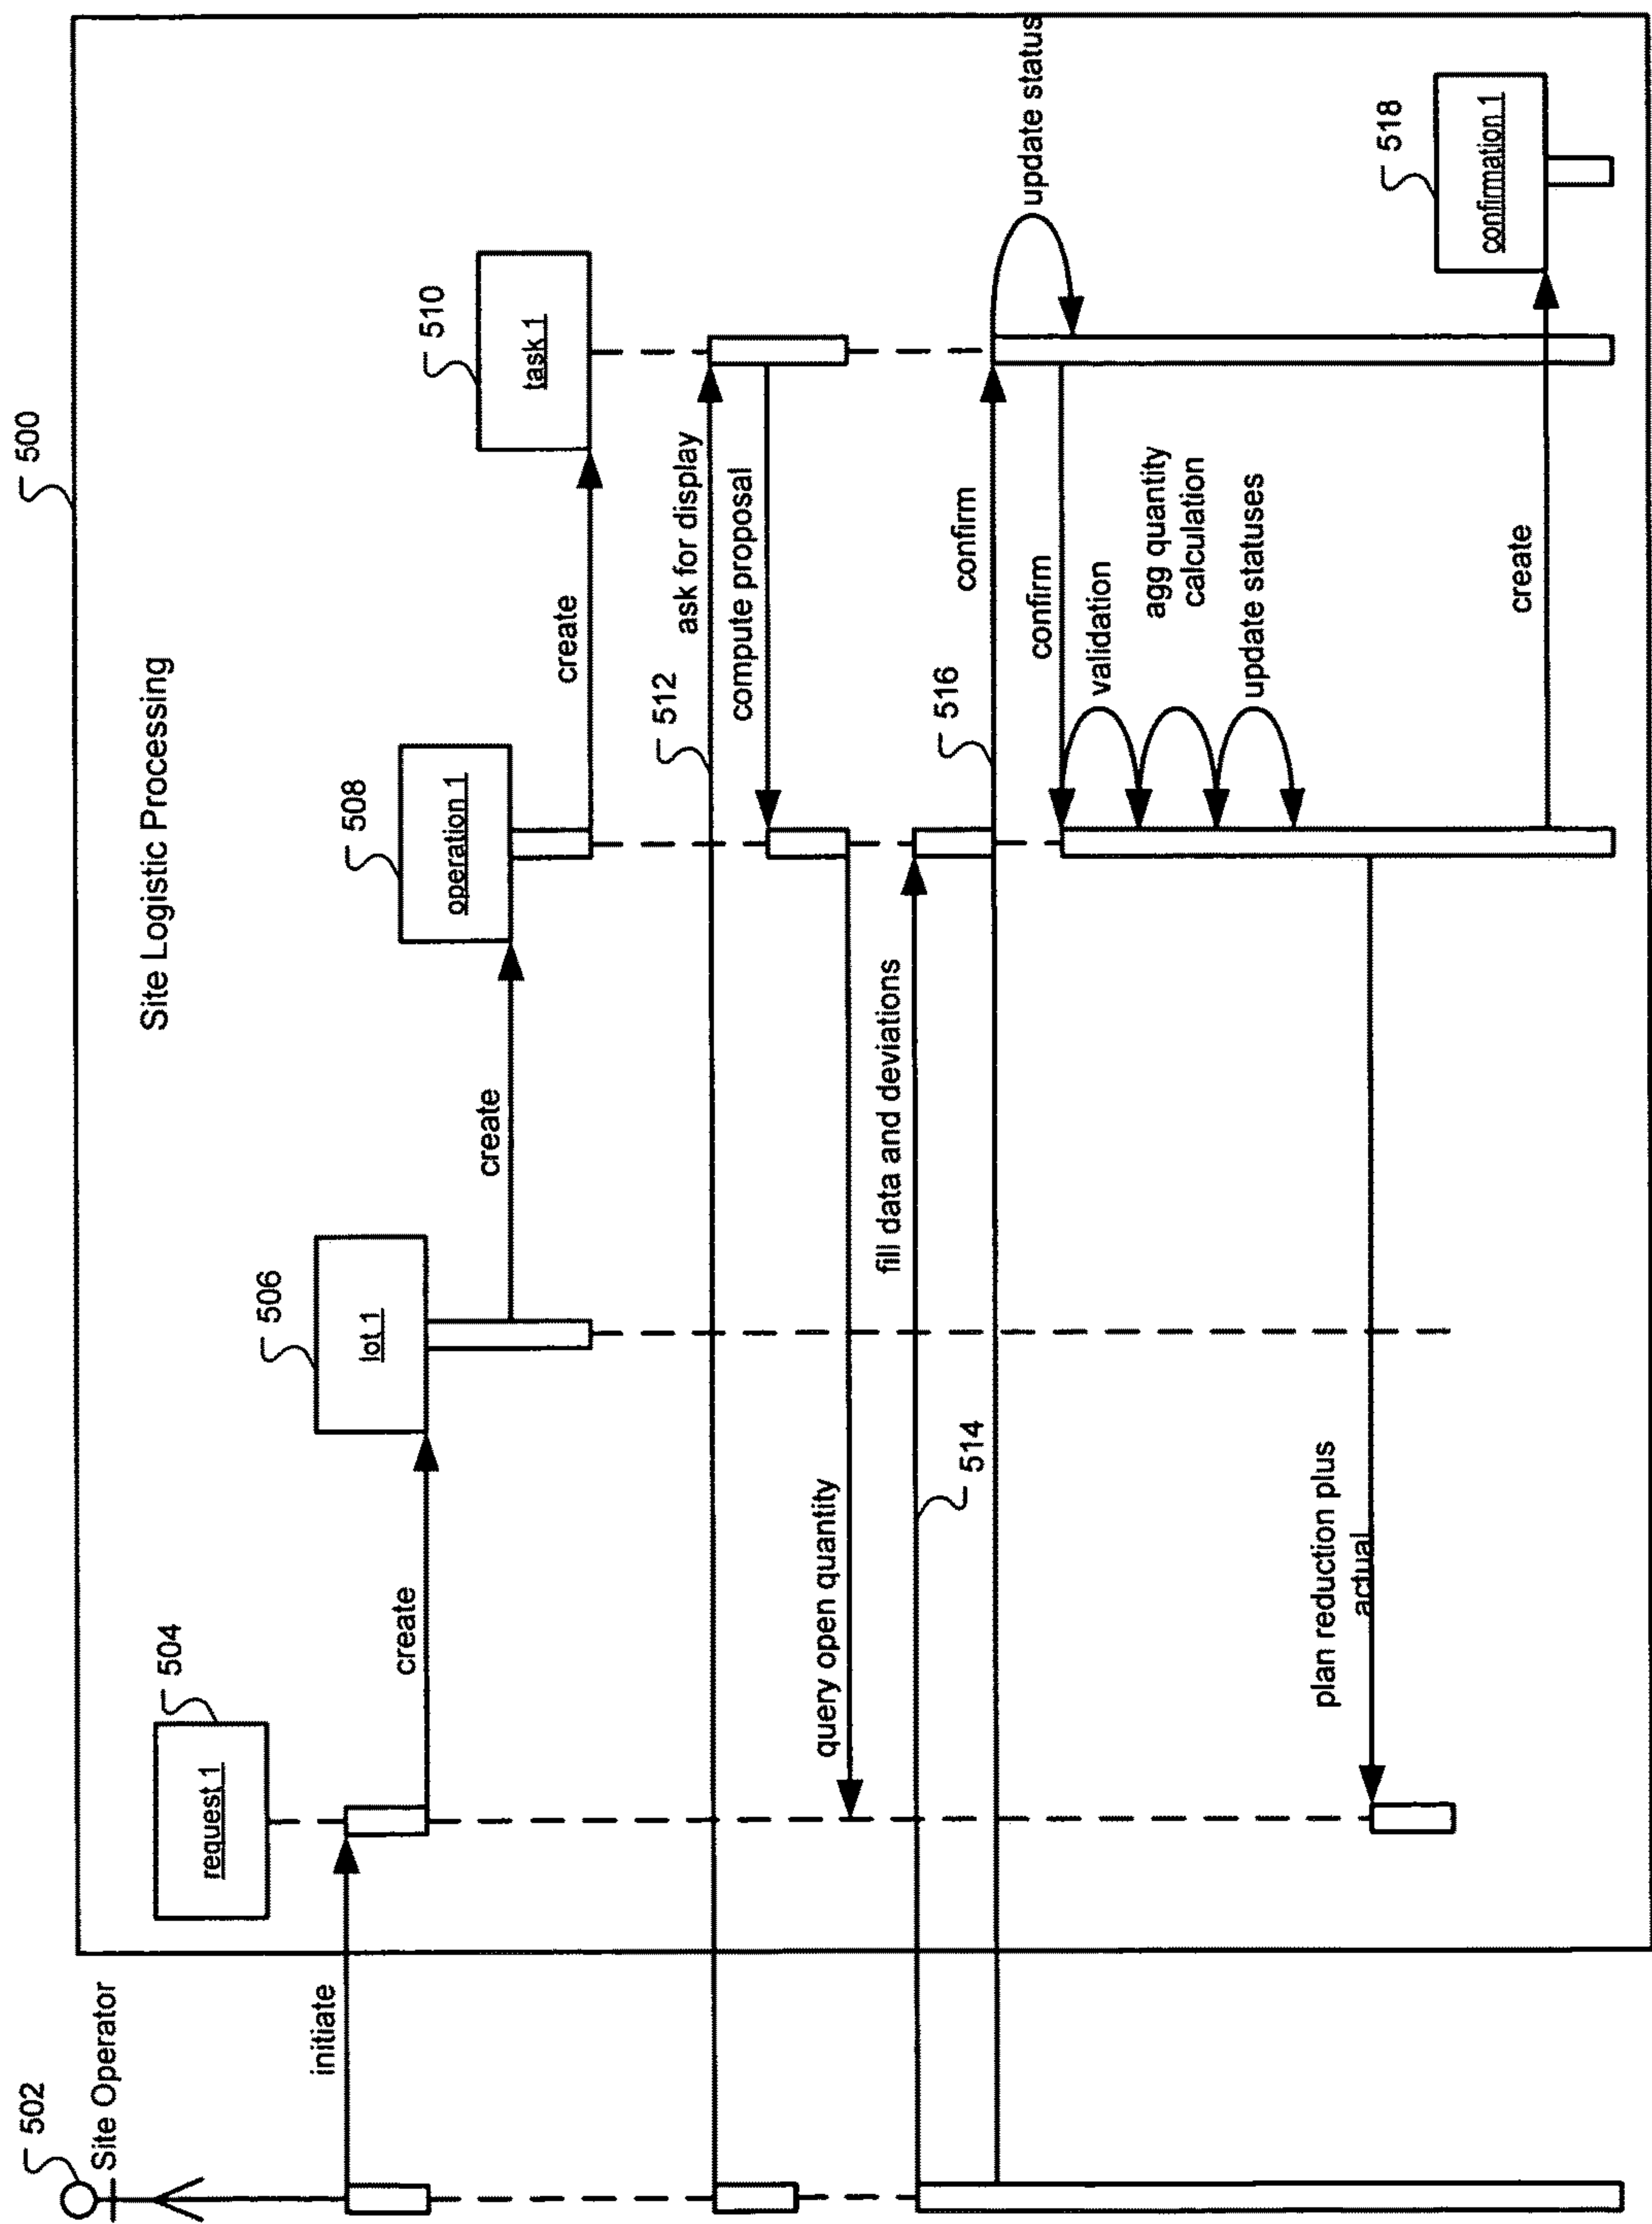 500
Site Logistic Processing
502
Site Operator
504
request 1
initiate
506
lot 1
create
508
operation 1
create
510
task 1
create
512
ask for display
compute proposal
query open quantity
fill data and deviations
514
516
confirm
update status
confirm
validation
agg quantity
calculation
update statuses
plan reduction plus
actual
518
confirmation 1
create